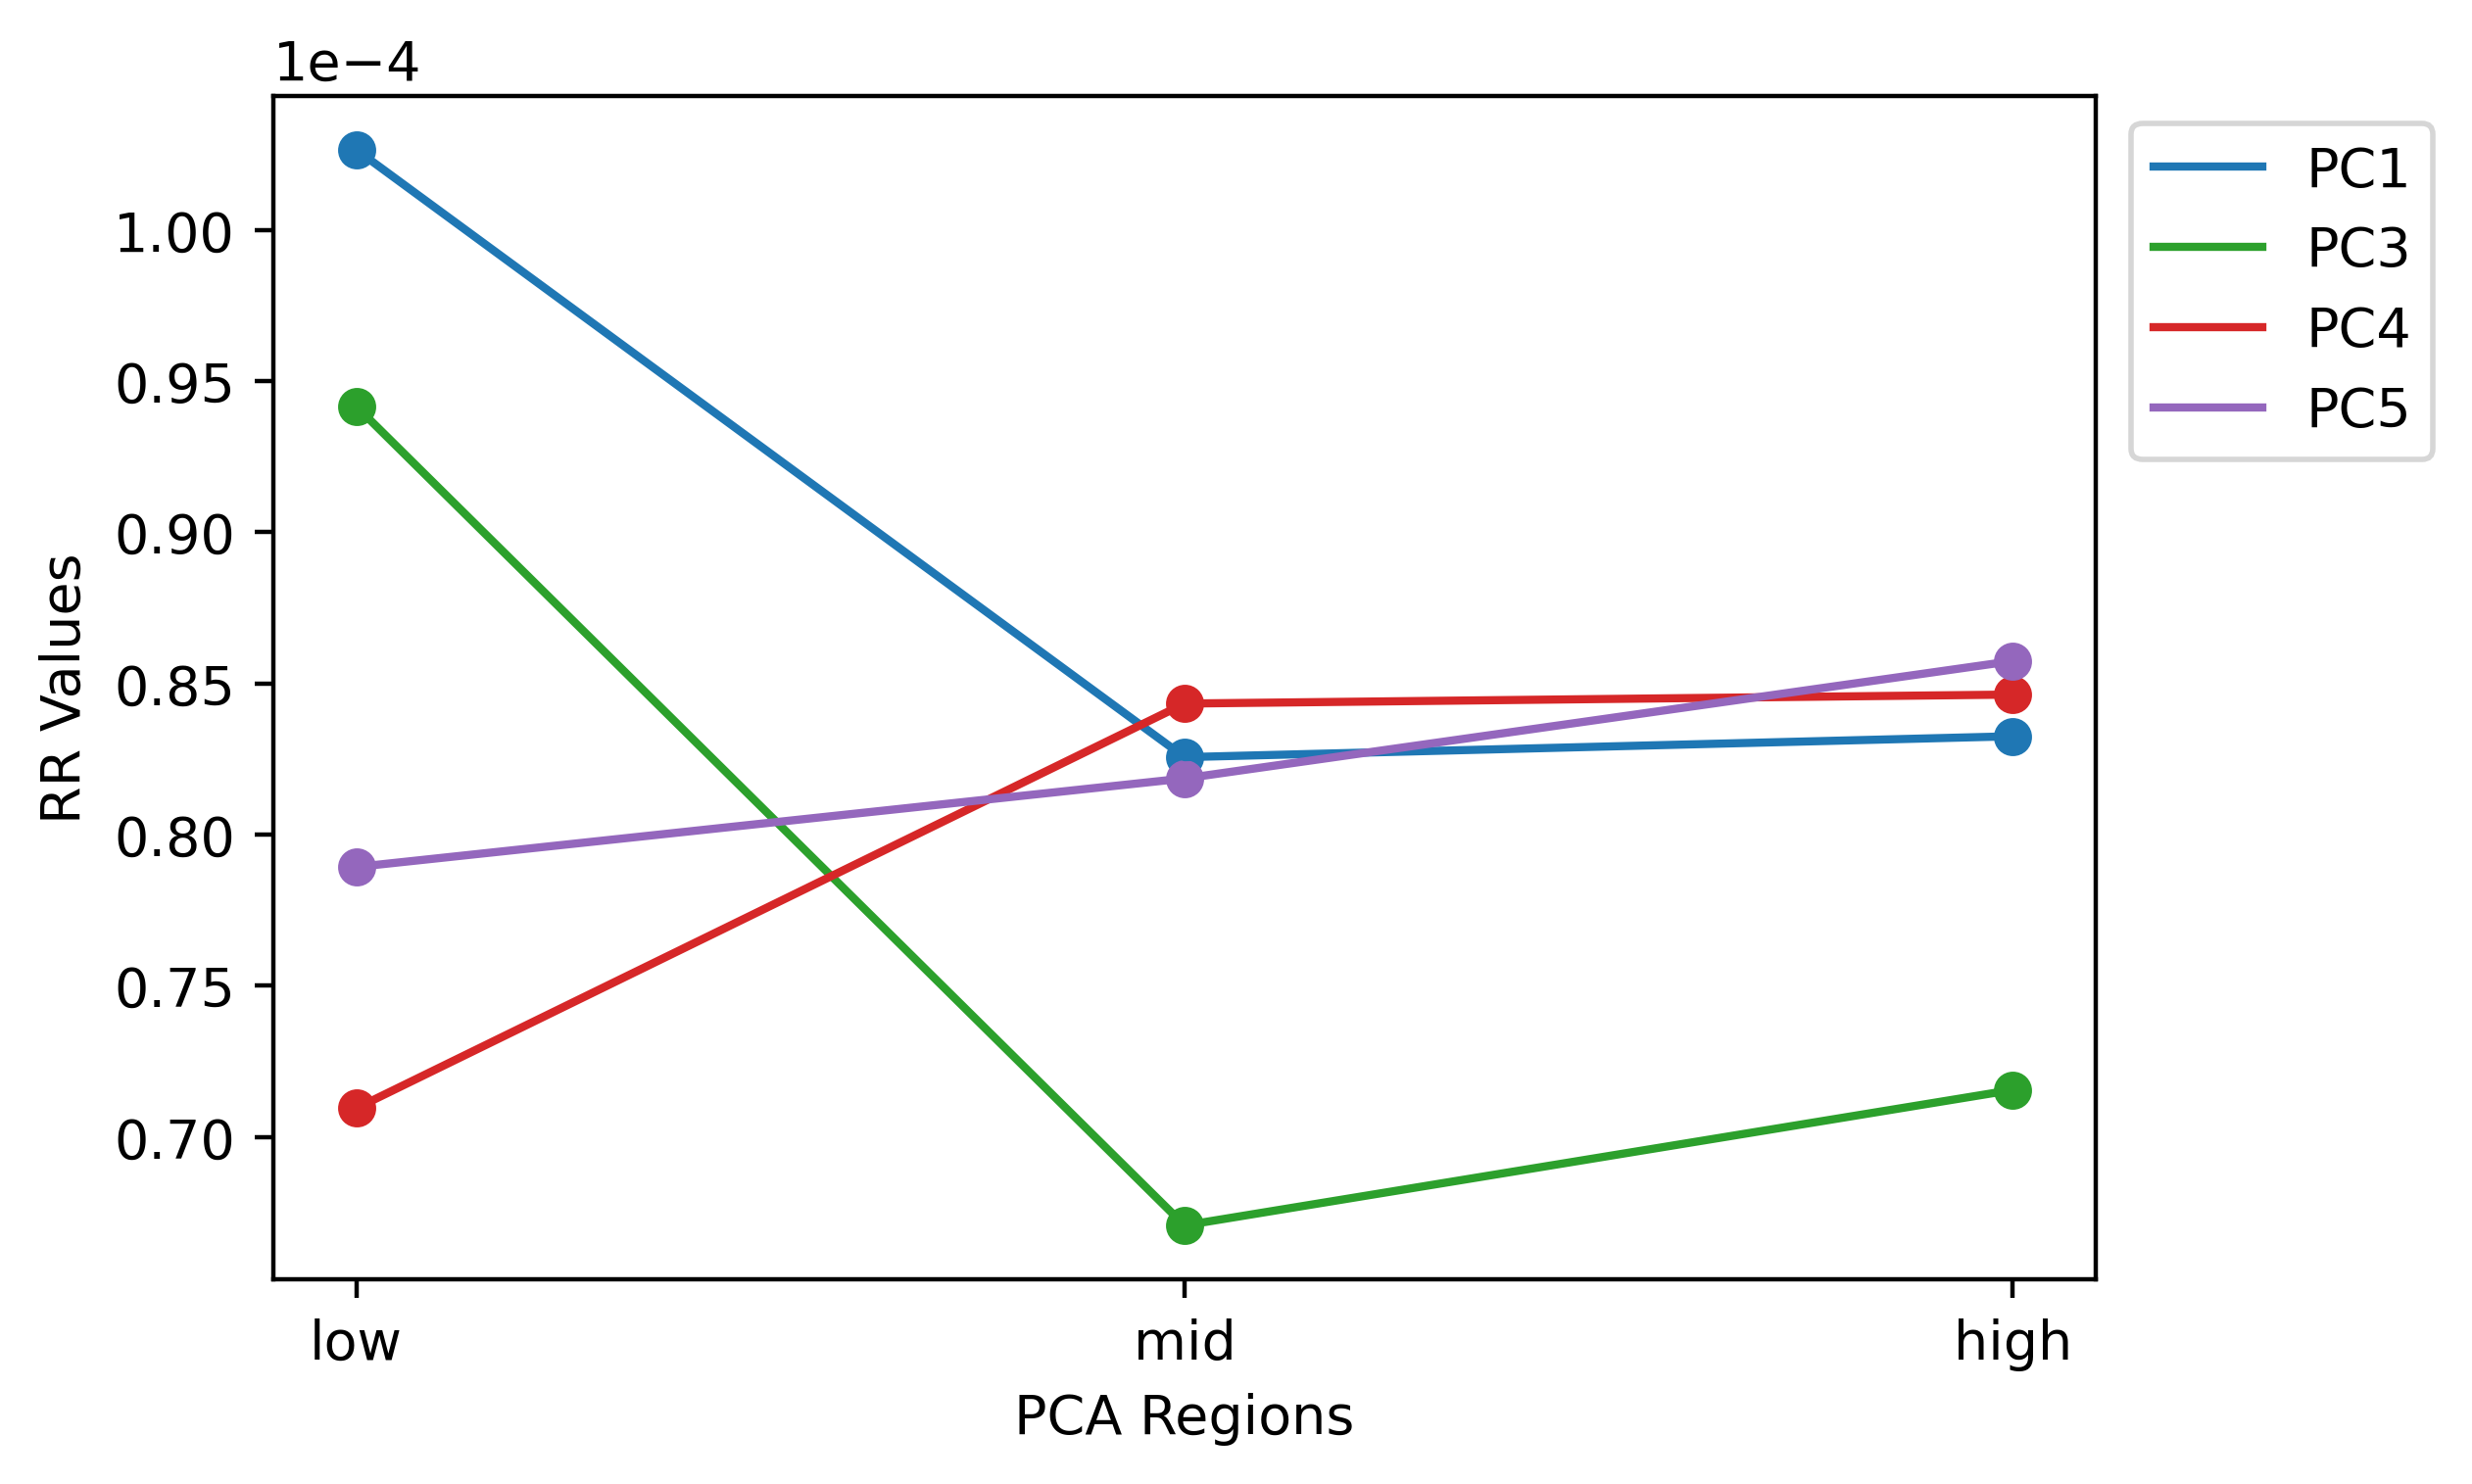 1e−4
1.00
0.95
0.90
0.85
0.80
0.75
0.70
RR Values
low
mid
high
PCA Regions
PC1
PC3
PC4
PC5